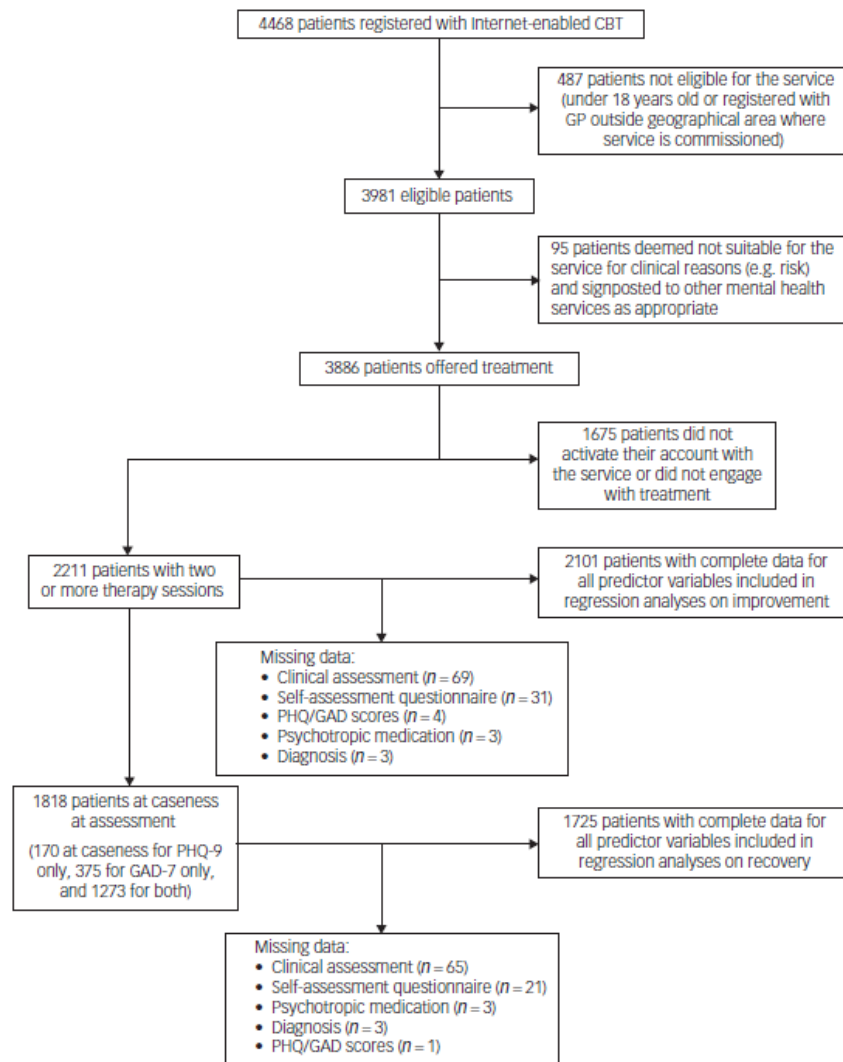 4468 patients registered with Internet-enabled CBT
487 patients not eligible for the service
(under 18 years old or registered with
GP outside geographical area where
service is commissioned)
3981 eligible patients
95 patients deemed not suitable for the
service for clinical reasons (e.g. risk)
and signposted to other mental health
services as appropriate
3886 patients offered treatment
1675 patients did not
activate their account with
the service or did not engage
with treatment
2211 patients with two
or more therapy sessions
2101 patients with complete data for
all predictor variables included in
regression analyses on improvement
Missing data:
• Clinical assessment (n = 69)
• Self-assessment questionnaire (n = 31)
• PHQ/GAD scores (n = 4)
• Psychotropic medication (n = 3)
• Diagnosis (n = 3)
1818 patients at caseness
at assessment
(170 at caseness for PHQ-9
only, 375 for GAD-7 only,
and 1273 for both)
1725 patients with complete data for
all predictor variables included in
regression analyses on recovery
Missing data:
• Clinical assessment (n = 65)
• Self-assessment questionnaire (n = 21)
• Psychotropic medication (n = 3)
• Diagnosis (n = 3)
• PHQ/GAD scores (n = 1)